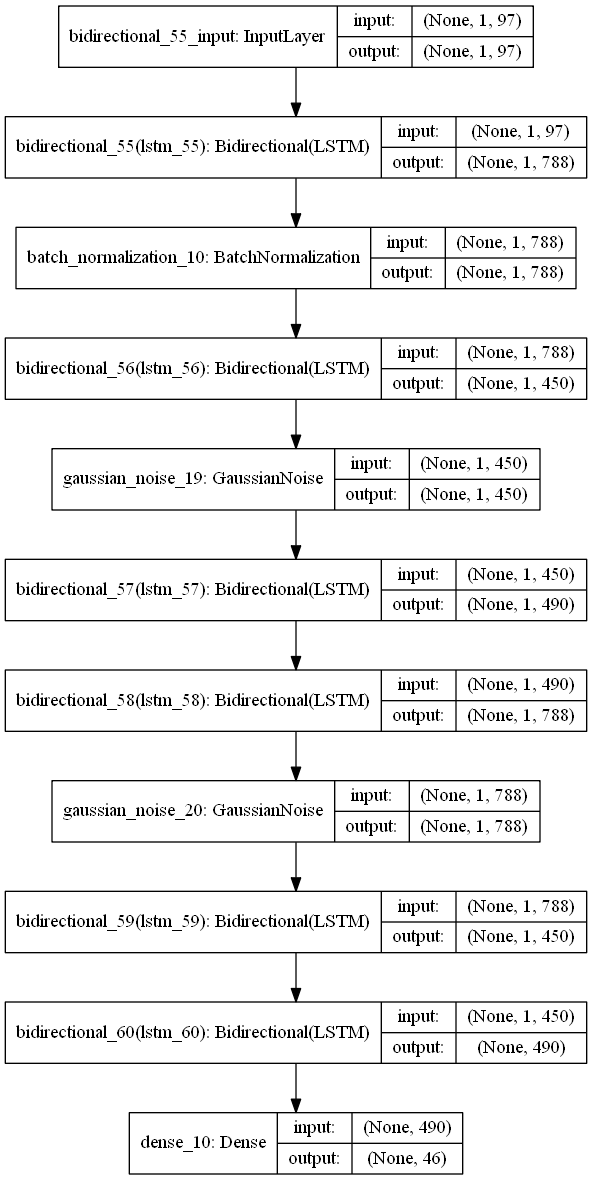 bidirectional_55_input: InputLayer
input: (None, 1, 97)
output: (None, 1, 97)
bidirectional_55(lstm_55): Bidirectional(LSTM)
input: (None, 1, 97)
output: (None, 1, 788)
batch_normalization_10: BatchNormalization
input: (None, 1, 788)
output: (None, 1, 788)
bidirectional_56(lstm_56): Bidirectional(LSTM)
input: (None, 1, 788)
output: (None, 1, 450)
gaussian_noise_19: GaussianNoise
input: (None, 1, 450)
output: (None, 1, 450)
bidirectional_57(lstm_57): Bidirectional(LSTM)
input: (None, 1, 450)
output: (None, 1, 490)
bidirectional_58(lstm_58): Bidirectional(LSTM)
input: (None, 1, 490)
output: (None, 1, 788)
gaussian_noise_20: GaussianNoise
input: (None, 1, 788)
output: (None, 1, 788)
bidirectional_59(lstm_59): Bidirectional(LSTM)
input: (None, 1, 788)
output: (None, 1, 450)
bidirectional_60(lstm_60): Bidirectional(LSTM)
input: (None, 1, 450)
output: (None, 490)
dense_10: Dense
input: (None, 490)
output: (None, 46)